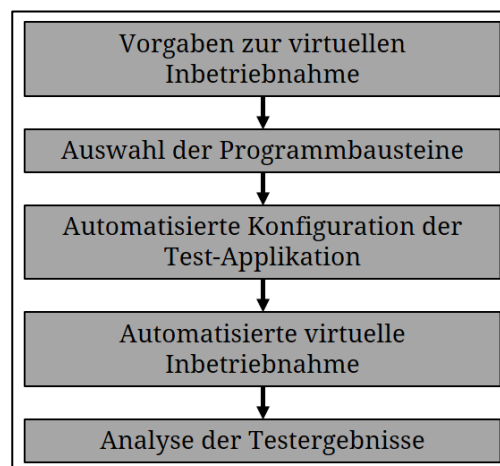 Vorgaben zur virtuellen
Inbetriebnahme
Auswahl der Programmbausteine
Automatisierte Konfiguration der
Test-Applikation
Automatisierte virtuelle
Inbetriebnahme
Analyse der Testergebnisse